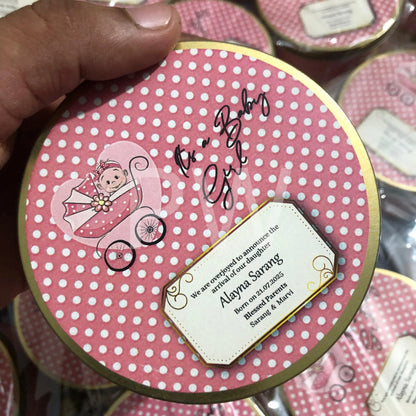 It's a Baby
Girl
We are overjoyed to announce the
arrival of our daughter
Alayna Sarang
Born on 21.07.2025
Blessed Parents
Sarang & Marvi